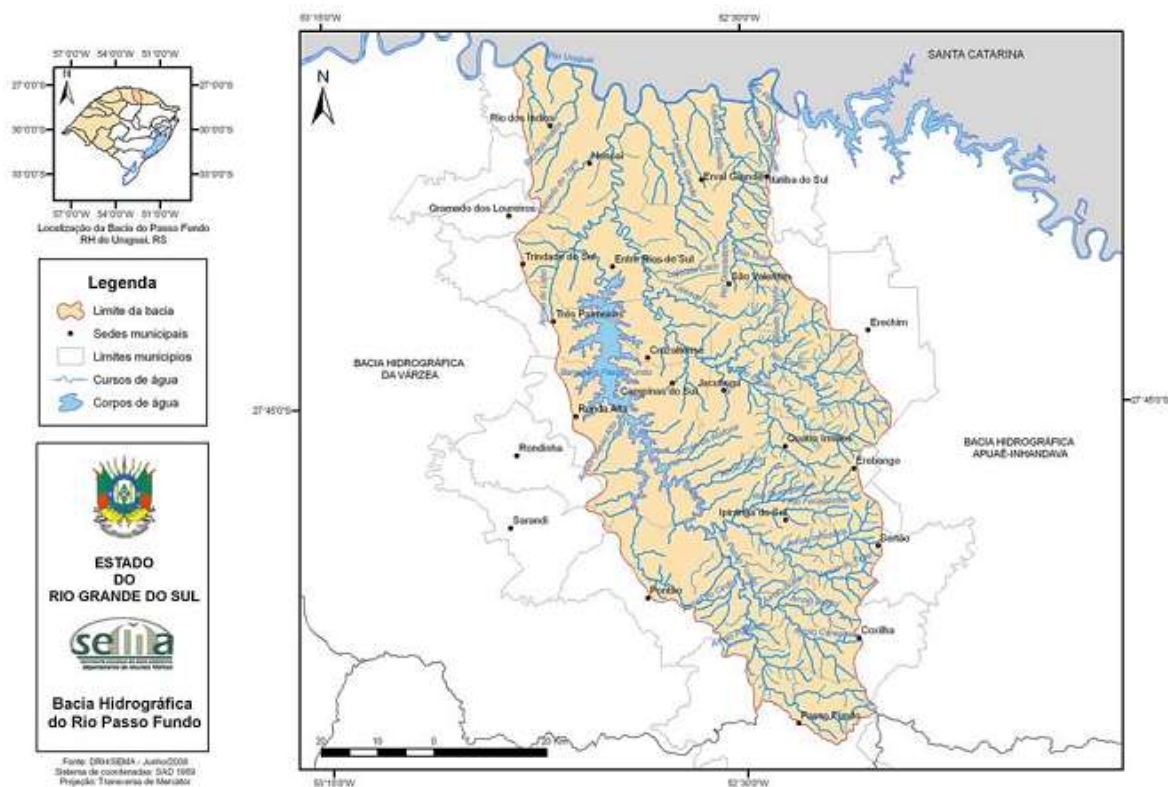 57°0'0"W 54°0'0"W 51°0'0"W
N
27°0'0"S 27°0'0"S
30°0'0"S 30°0'0"S
33°0'0"S 33°0'0"S
57°0'0"W 54°0'0"W 51°0'0"W
Localização da Bacia do Passo Fundo
RH do Uruguai, RS
Legenda
Limite da bacia
Sedes municipais
Limites municipios
Cursos de água
Corpos de água
ESTADO
DO
RIO GRANDE DO SUL
sema
Bacia Hidrográfica
do Rio Passo Fundo
Fonte: DRH/SEMA - Junho/2008
Sistema de coordenadas: SAD 1969
Projeção: Transversa de Mercator
52°30'0"W
N
SANTA CATARINA
Rio Uruguai
Rio dos Índios
Nonoai
Erval Grande
Itatiba do Sul
Gramado dos Loureiros
Trindade do Sul
Entre Rios do Sul
São Valentim
Três Palmeiras
Erechim
Cruzaltense
BACIA HIDROGRÁFICA
DA VÁRZEA
Campinas do Sul
Jacutinga
Ronda Alta
27°45'0"S
27°45'0"S
Quatro Irmãos
BACIA HIDROGRÁFICA
APUAÊ-INHANDAVA
Rondinha
Erebango
Ipiranga do Sul
Sarandi
Sertão
Pontão
Coxilha
Passo Fundo
20 10 0 20 Km
52°30'0"W